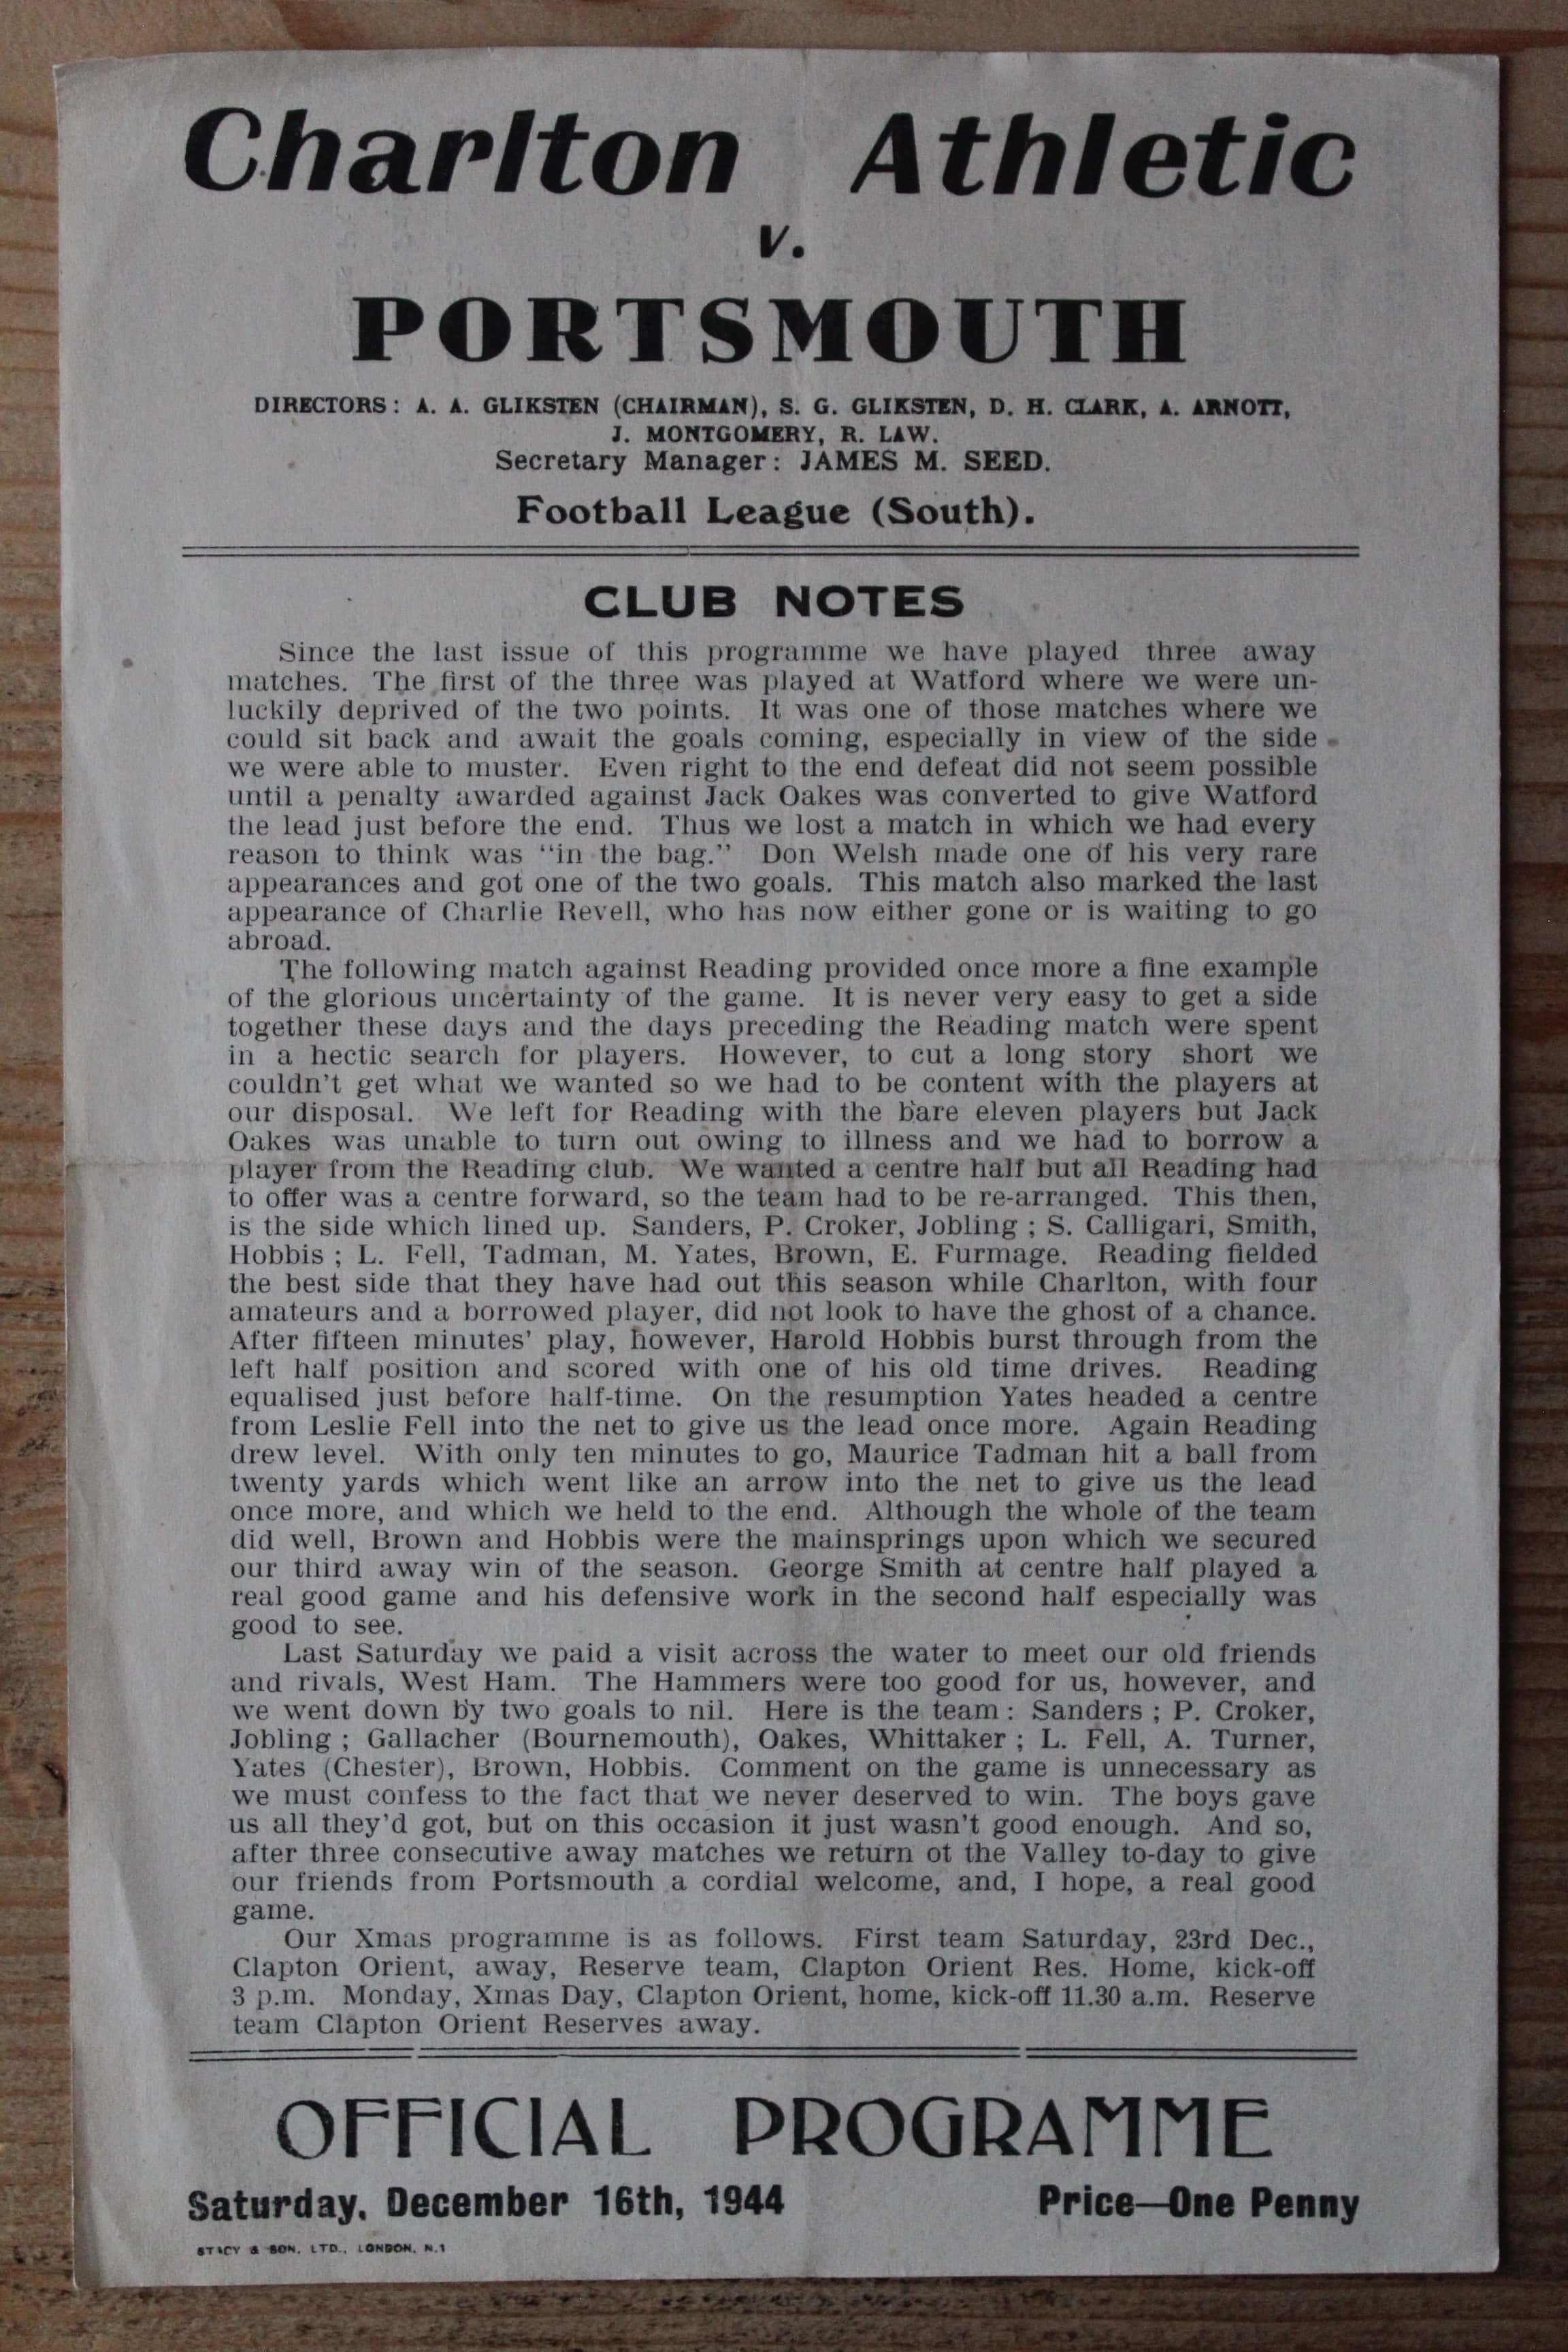 Charlton Athletic
v.
PORTSMOUTH
DIRECTORS: A. A. GLIKSTEN (CHAIRMAN), S. G. GLIKSTEN, D. H. CLARK, A. ARNOTT,
J. MONTGOMERY, R. LAW.
Secretary Manager: JAMES M. SEED.
Football League (South).
CLUB NOTES
Since the last issue of this programme we have played three away
matches. The first of the three was played at Watford where we were un-
luckily deprived of the two points. It was one of those matches where we
could sit back and await the goals coming, especially in view of the side
we were able to muster. Even right to the end defeat did not seem possible
until a penalty awarded against Jack Oakes was converted to give Watford
the lead just before the end. Thus we lost a match in which we had every
reason to think was "in the bag." Don Welsh made one of his very rare
appearances and got one of the two goals. This match also marked the last
appearance of Charlie Revell, who has now either gone or is waiting to go
abroad.
The following match against Reading provided once more a fine example
of the glorious uncertainty of the game. It is never very easy to get a side
together these days and the days preceding the Reading match were spent
in a hectic search for players. However, to cut a long story short we
couldn't get what we wanted so we had to be content with the players at
our disposal. We left for Reading with the bare eleven players but Jack
Oakes was unable to turn out owing to illness and we had to borrow a
player from the Reading club. We wanted a centre half but all Reading had
to offer was a centre forward, so the team had to be re-arranged. This then,
is the side which lined up. Sanders, P. Croker, Jobling ; S. Calligari, Smith,
Hobbis ; L. Fell, Tadman, M. Yates, Brown, E. Furmage. Reading fielded
the best side that they have had out this season while Charlton, with four
amateurs and a borrowed player, did not look to have the ghost of a chance.
After fifteen minutes' play, however, Harold Hobbis burst through from the
left half position and scored with one of his old time drives. Reading
equalised just before half-time. On the resumption Yates headed a centre
from Leslie Fell into the net to give us the lead once more. Again Reading
drew level. With only ten minutes to go, Maurice Tadman hit a ball from
twenty yards which went like an arrow into the net to give us the lead
once more, and which we held to the end. Although the whole of the team
did well, Brown and Hobbis were the mainsprings upon which we secured
our third away win of the season. George Smith at centre half played a
real good game and his defensive work in the second half especially was
good to see.
Last Saturday we paid a visit across the water to meet our old friends
and rivals, West Ham. The Hammers were too good for us, however, and
we went down by two goals to nil. Here is the team : Sanders ; P. Croker,
Jobling ; Gallacher (Bournemouth), Oakes, Whittaker ; L. Fell, A. Turner,
Yates (Chester), Brown, Hobbis. Comment on the game is unnecessary as
we must confess to the fact that we never deserved to win. The boys gave
us all they'd got, but on this occasion it just wasn't good enough. And so,
after three consecutive away matches we return ot the Valley to-day to give
our friends from Portsmouth a cordial welcome, and, I hope, a real good
game.
Our Xmas programme is as follows. First team Saturday, 23rd Dec.,
Clapton Orient, away, Reserve team, Clapton Orient Res. Home, kick-off
3 p.m. Monday, Xmas Day, Clapton Orient, home, kick-off 11.30 a.m. Reserve
team Clapton Orient Reserves away.
OFFICIAL PROGRAMME
Saturday, December 16th, 1944 Price—One Penny
STACY & SON, LTD., LONDON, N.1